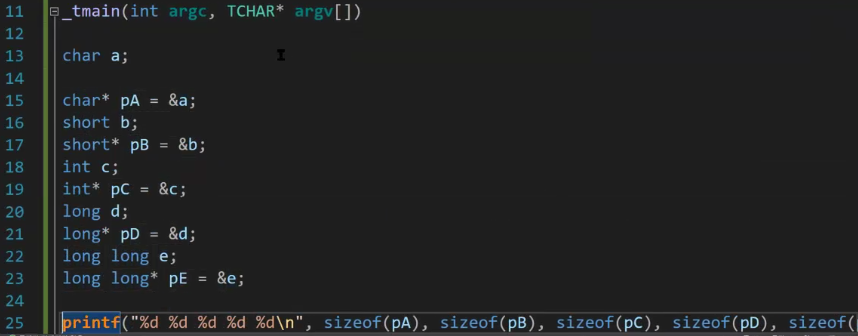 11 _tmain(int argc, TCHAR* argv[])
12
13 char a;
14
15 char* pA = &a;
16 short b;
17 short* pB = &b;
18 int c;
19 int* pC = &c;
20 long d;
21 long* pD = &d;
22 long long e;
23 long long* pE = &e;
24
25 printf("%d %d %d %d %d\n", sizeof(pA), sizeof(pB), sizeof(pC), sizeof(pD), sizeof(